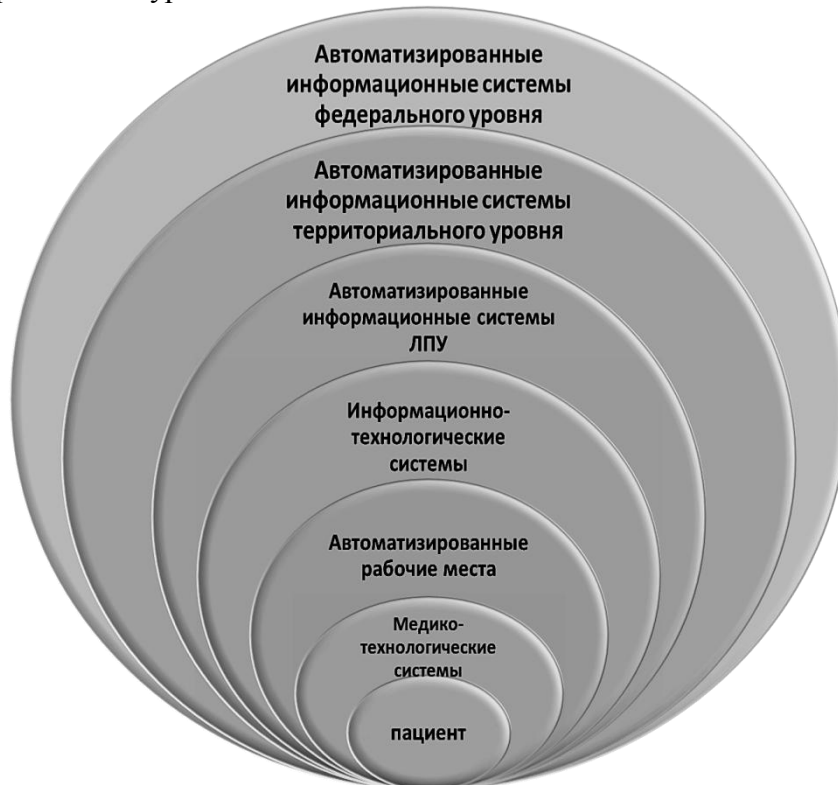 Автоматизированные
информационные системы
федерального уровня
Автоматизированные
информационные системы
территориального уровня
Автоматизированные
информационные системы
ЛПУ
Информационно-
технологические
системы
Автоматизированные
рабочие места
Медико-
технологические
системы
пациент